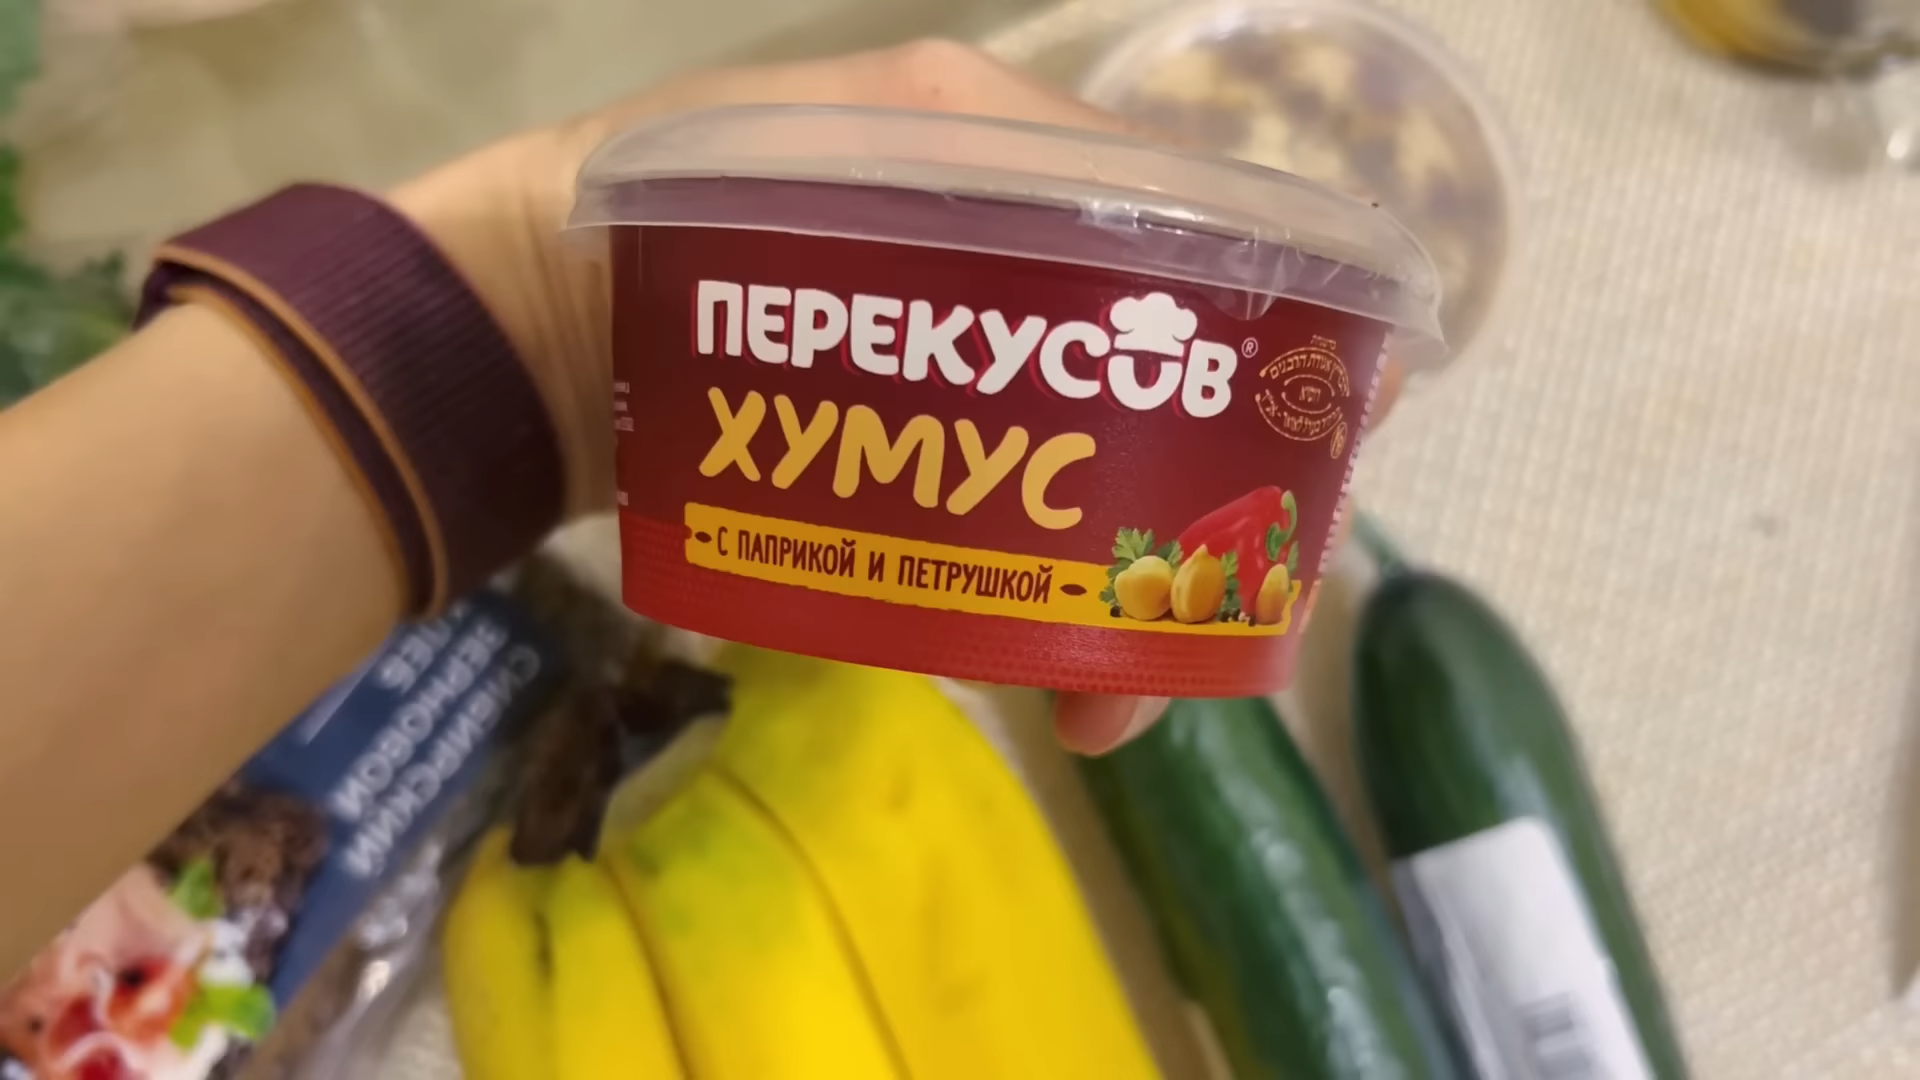 ПЕРЕКУСОВ®
ХУМУС
С ПАПРИКОЙ И ПЕТРУШКОЙ
СИБИРСКИЙ
ЗЕРНОВОЙ